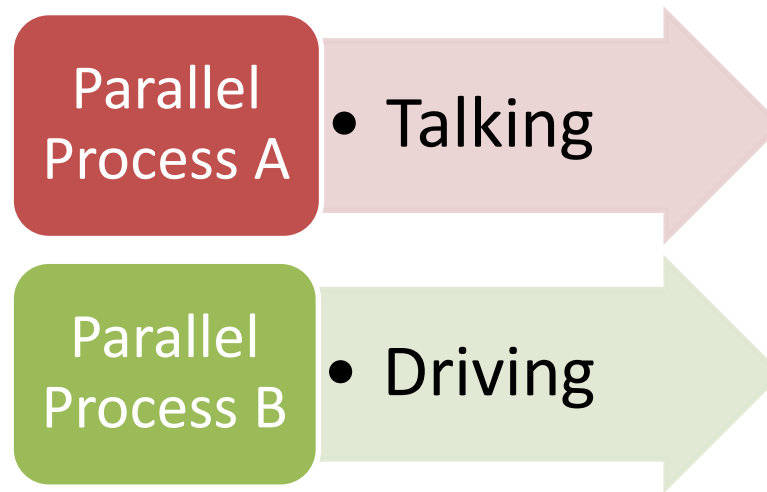 Parallel
Process A
• Talking
Parallel
Process B
• Driving